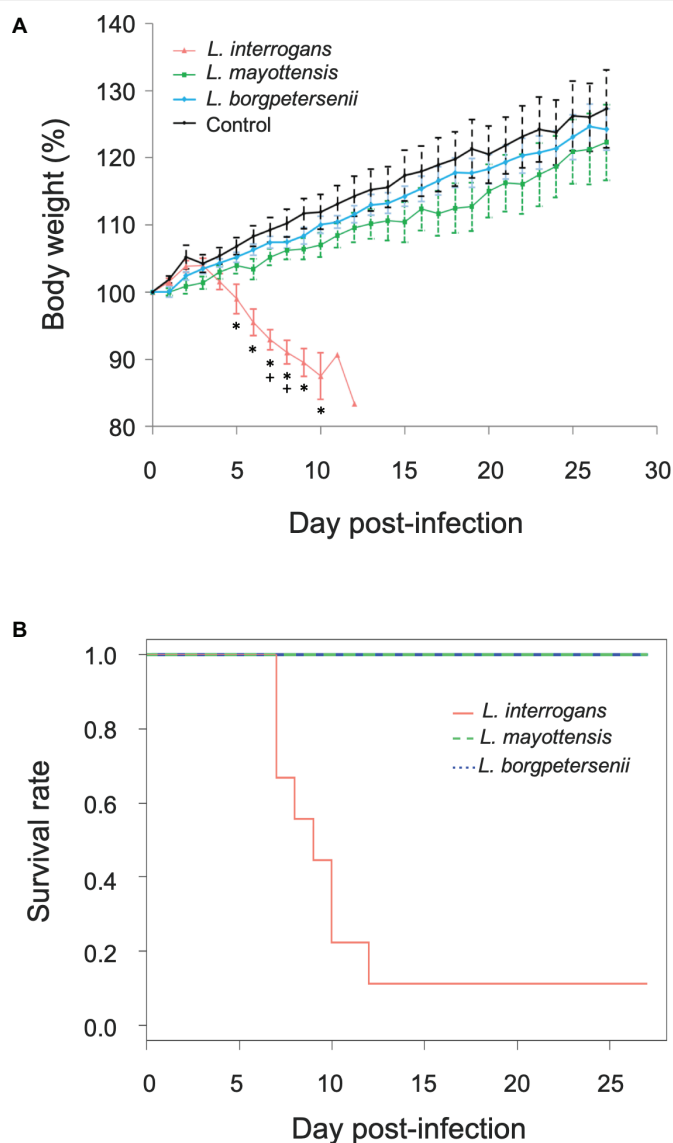 A
140
130
120
110
100
90
80
Body weight (%)
L. interrogans
L. mayottensis
L. borgpetersenii
Control
*
*
*
+
*
+
*
*
0 5 10 15 20 25 30
Day post-infection
B
1.0
0.8
0.6
0.4
0.2
0.0
Survival rate
L. interrogans
L. mayottensis
L. borgpetersenii
0 5 10 15 20 25
Day post-infection